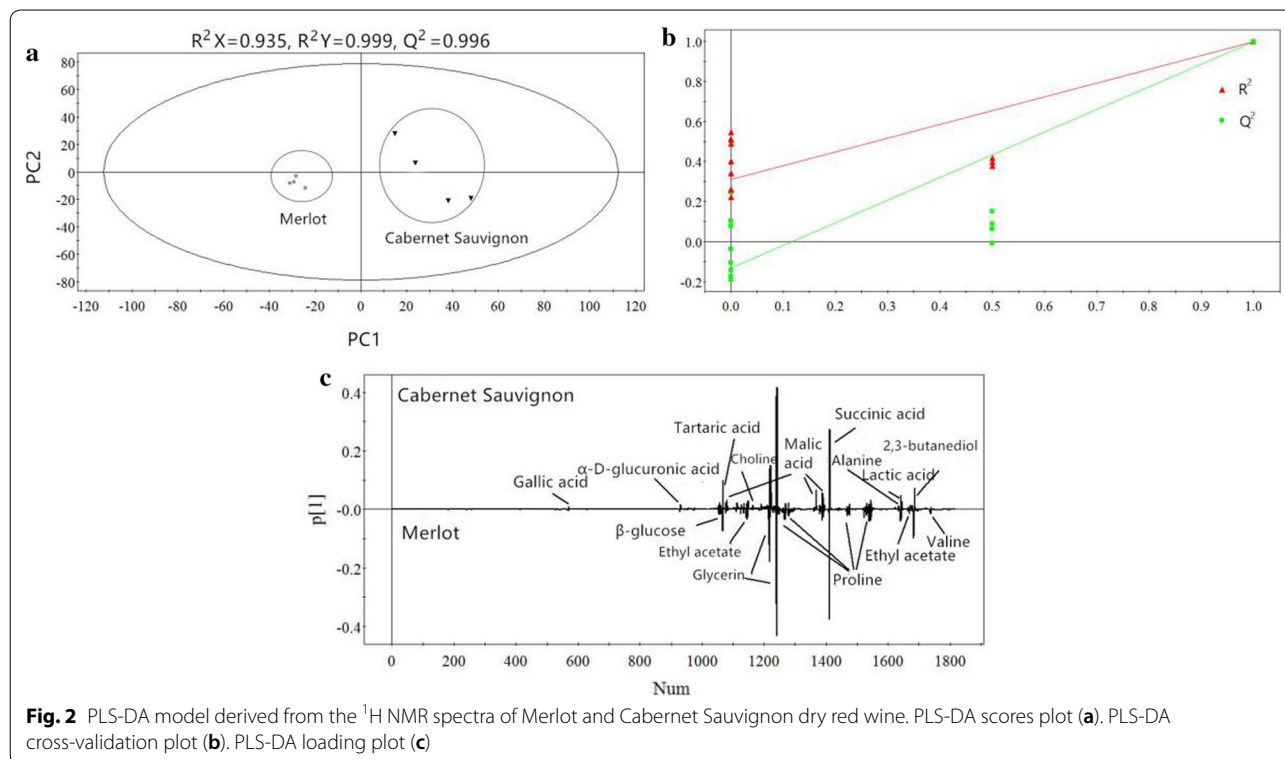 a
R²X=0.935, R²Y=0.999, Q²=0.996
80
60
40
20
0
-20
-40
-60
-80
PC2
Merlot
Cabernet Sauvignon
-120 -100 -80 -60 -40 -20 0 20 40 60 80 100 120
PC1
b
1.0
0.8
0.6
0.4
0.2
0.0
-0.2
R²
Q²
0.0 0.1 0.2 0.3 0.4 0.5 0.6 0.7 0.8 0.9 1.0
c
0.4
0.2
-0.0
-0.2
-0.4
p[1]
Cabernet Sauvignon
Merlot
Gallic acid
α-D-glucuronic acid
Tartaric acid
Choline
Malic
acid
Succinic acid
Alanine
2,3-butanediol
Lactic acid
β-glucose
Ethyl acetate
Glycerin
Proline
Ethyl acetate
Valine
0 200 400 600 800 1000 1200 1400 1600 1800
Num
Fig. 2 PLS-DA model derived from the ¹H NMR spectra of Merlot and Cabernet Sauvignon dry red wine. PLS-DA scores plot (a). PLS-DA
cross-validation plot (b). PLS-DA loading plot (c)